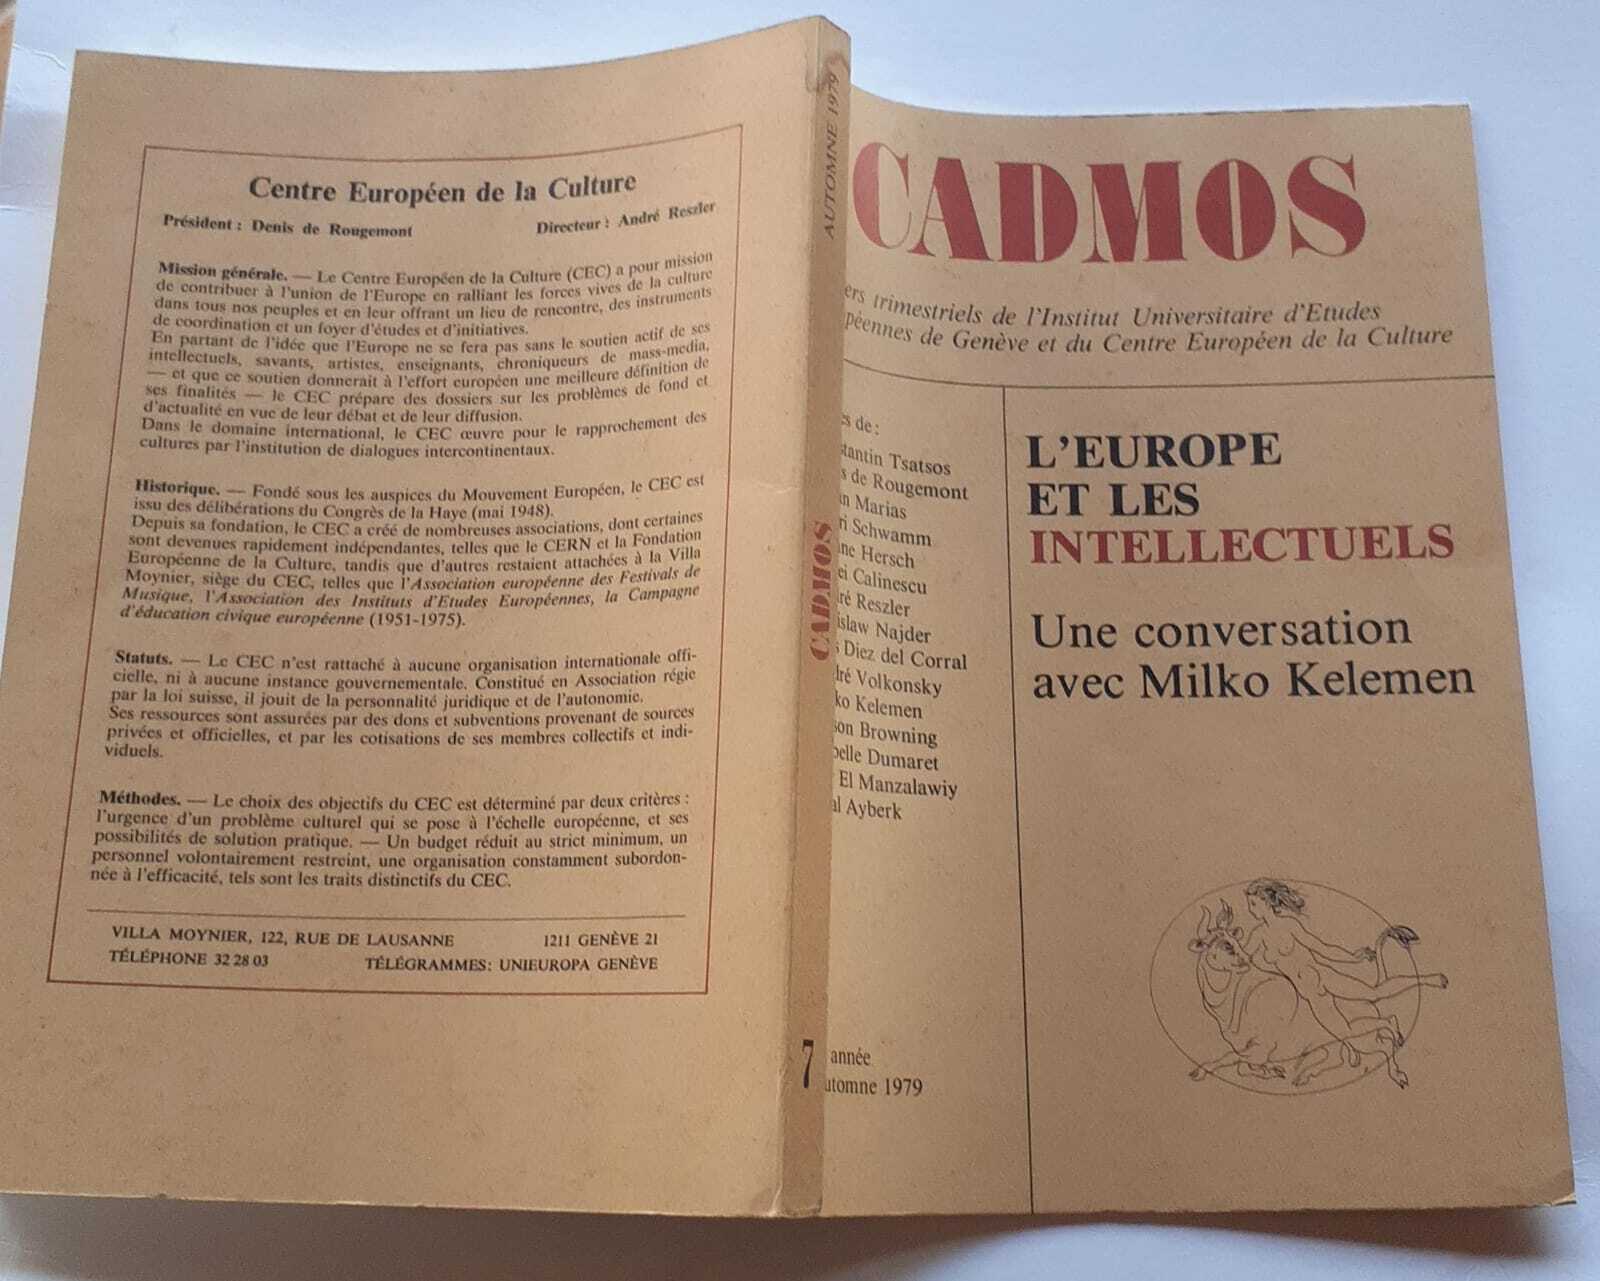 Centre Européen de la Culture
Président : Denis de Rougemont
Directeur : André Reszler
Mission générale. — Le Centre Européen de la Culture (CEC) a pour mission
de contribuer à l'union de l'Europe en ralliant les forces vives de la culture
dans tous nos peuples et en leur offrant un lieu de rencontre, des instruments
de coordination et un foyer d'études et d'initiatives.
En partant de l'idée que l'Europe ne se fera pas sans le soutien actif de ses
intellectuels, savants, artistes, enseignants, chroniqueurs de mass-media,
— et que ce soutien donnerait à l'effort européen une meilleure définition de
ses finalités — le CEC prépare des dossiers sur les problèmes de fond et
d'actualité en vue de leur débat et de leur diffusion.
Dans le domaine international, le CEC œuvre pour le rapprochement des
cultures par l'institution de dialogues intercontinentaux.
Historique. — Fondé sous les auspices du Mouvement Européen, le CEC est
issu des délibérations du Congrès de la Haye (mai 1948).
Depuis sa fondation, le CEC a créé de nombreuses associations, dont certaines
sont devenues rapidement indépendantes, telles que le CERN et la Fondation
Européenne de la Culture, tandis que d'autres restaient attachées à la Villa
Moynier, siège du CEC, telles que l'Association européenne des Festivals de
Musique, l'Association des Instituts d'Etudes Européennes, la Campagne
d'éducation civique européenne (1951-1975).
Statuts. — Le CEC n'est rattaché à aucune organisation internationale offi-
cielle, ni à aucune instance gouvernementale. Constitué en Association régie
par la loi suisse, il jouit de la personnalité juridique et de l'autonomie.
Ses ressources sont assurées par des dons et subventions provenant de sources
privées et officielles, et par les cotisations de ses membres collectifs et indi-
viduels.
Méthodes. — Le choix des objectifs du CEC est déterminé par deux critères :
l'urgence d'un problème culturel qui se pose à l'échelle européenne, et ses
possibilités de solution pratique. — Un budget réduit au strict minimum, un
personnel volontairement restreint, une organisation constamment subordon-
née à l'efficacité, tels sont les traits distinctifs du CEC.
VILLA MOYNIER, 122, RUE DE LAUSANNE
1211 GENÈVE 21
TÉLÉPHONE 32 28 03
TÉLÉGRAMMES: UNIEUROPA GENÈVE
AUTOMNE 1979
CADMOS
7
CADMOS
ers trimestriels de l'Institut Universitaire d'Etudes
péennes de Genève et du Centre Européen de la Culture
es de :
tantin Tsatsos
s de Rougemont
n Marias
ri Schwamm
ne Hersch
ei Calinescu
ré Reszler
islaw Najder
s Diez del Corral
dré Volkonsky
ko Kelemen
son Browning
belle Dumaret
El Manzalawiy
al Ayberk
année
utomne 1979
L'EUROPE
ET LES
INTELLECTUELS
Une conversation
avec Milko Kelemen